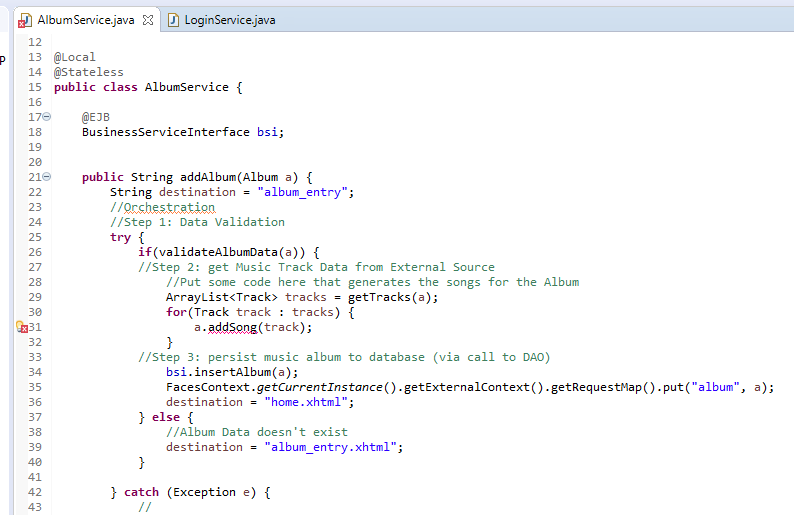 AlbumService.java LoginService.java
p
12
13 @Local
14 @Stateless
15 public class AlbumService {
16
17 @EJB
18 BusinessServiceInterface bsi;
19
20
21 public String addAlbum(Album a) {
22 String destination = "album_entry";
23 //Orchestration
24 //Step 1: Data Validation
25 try {
26 if(validateAlbumData(a)) {
27 //Step 2: get Music Track Data from External Source
28 //Put some code here that generates the songs for the Album
29 ArrayList<Track> tracks = getTracks(a);
30 for(Track track : tracks) {
31 a.addSong(track);
32 }
33 //Step 3: persist music album to database (via call to DAO)
34 bsi.insertAlbum(a);
35 FacesContext.getCurrentInstance().getExternalContext().getRequestMap().put("album", a);
36 destination = "home.xhtml";
37 } else {
38 //Album Data doesn't exist
39 destination = "album_entry.xhtml";
40 }
41
42 } catch (Exception e) {
43 //